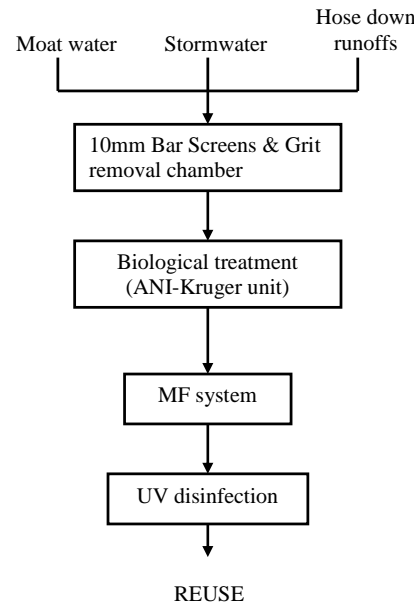 Moat water
Stormwater
Hose down
runoffs
10mm Bar Screens & Grit
removal chamber
Biological treatment
(ANI-Kruger unit)
MF system
UV disinfection
REUSE